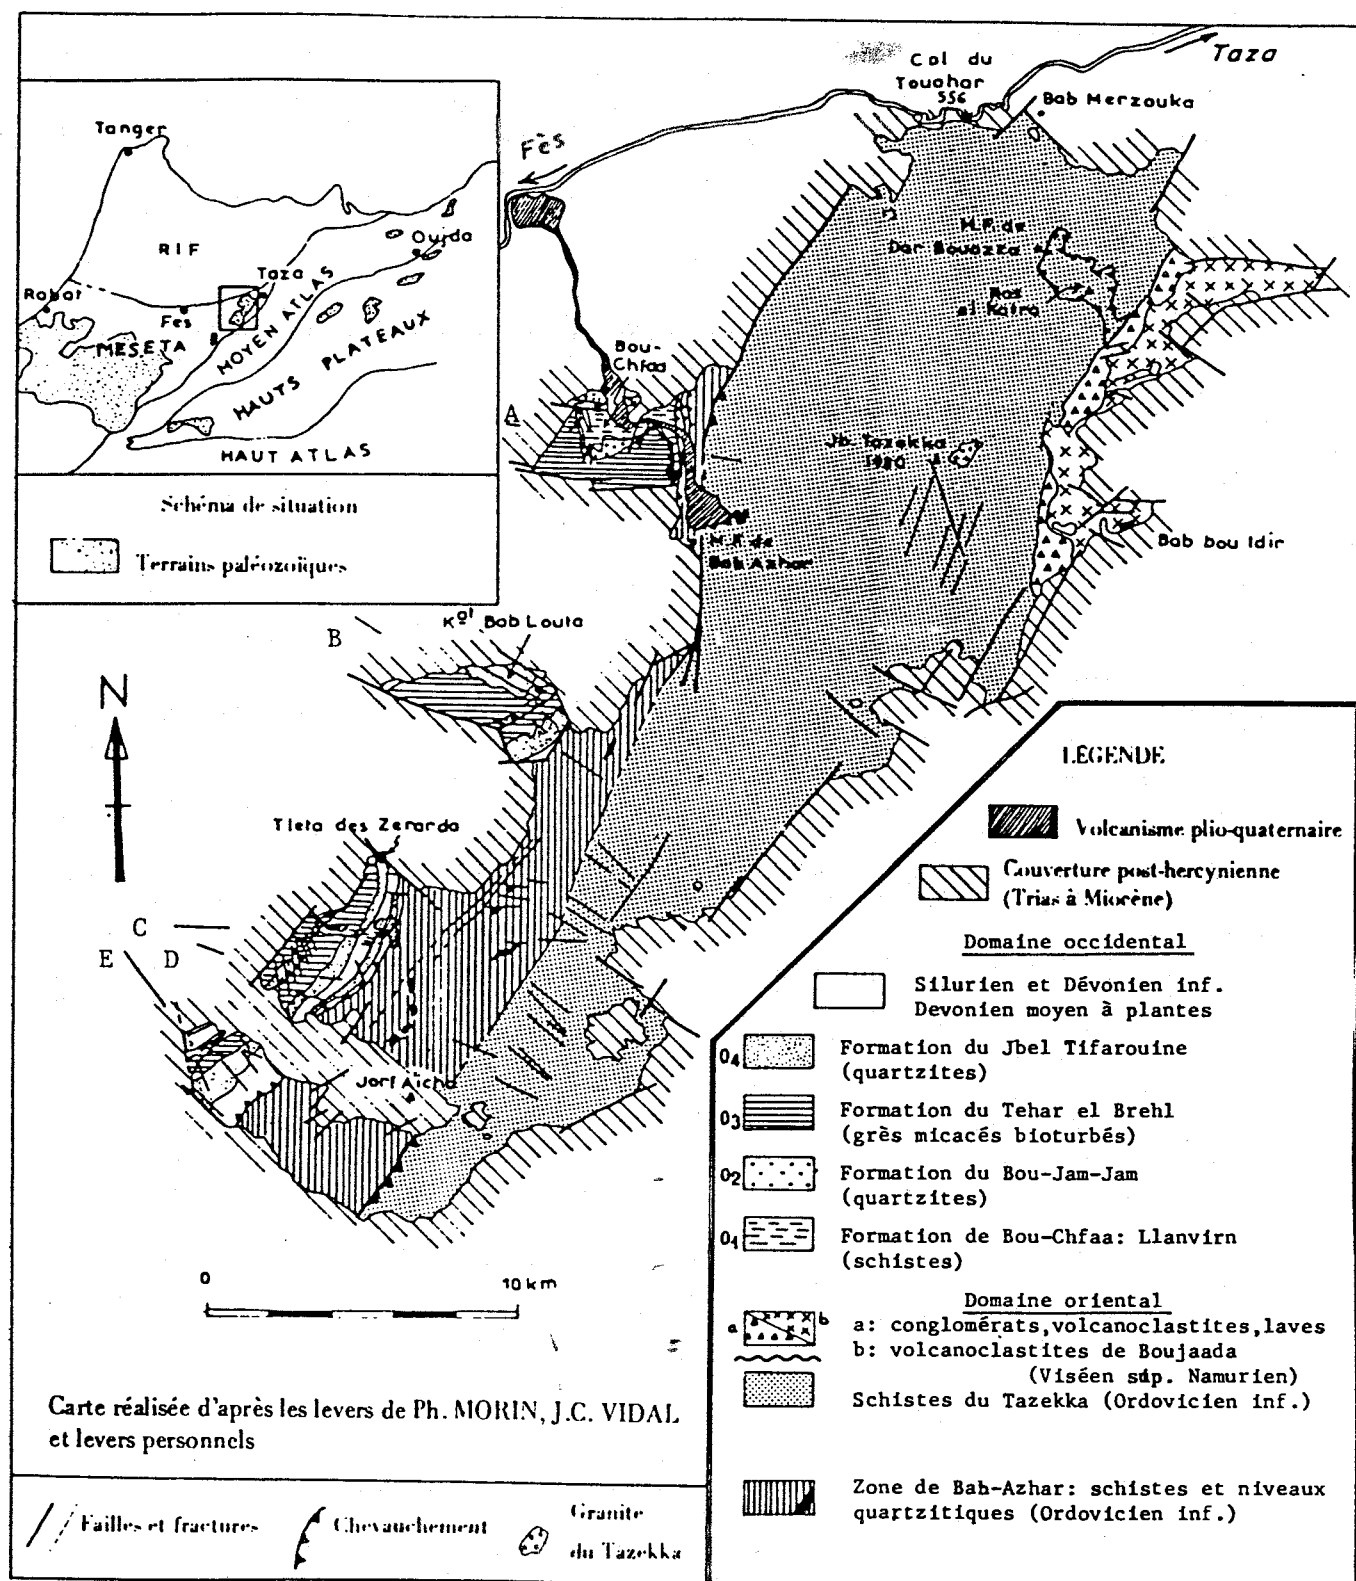 Taza
Col du
Touahar
556
Bab Merzouka
Fès
Tanger
RIF
Oujda
Taza
Rabat
Fes
MESETA
MOYEN ATLAS
HAUTS PLATEAUX
HAUT ATLAS
Schéma de situation
Terrains paléozoïques
M.F. de
Dar Bouazza
Ras
el Katra
Bou-
Chfaa
A
Jb. Tazekka
1980
M.F. de
Bab Azhar
Bab bou Idir
B
Kat Bab Louta
N
Tleta des Zerarda
C
E D
Jorf Aicha
0 10 km
Carte réalisée d'après les levers de Ph. MORIN, J.C. VIDAL
et levers personnels
Failles et fractures
Chevauchement
Granite
du Tazekka
LÉGENDE
Volcanisme plio-quaternaire
Couverture post-hercynienne
(Trias à Miocène)
Domaine occidental
Silurien et Dévonien inf.
Devonien moyen à plantes
O4 Formation du Jbel Tifarouine
(quartzites)
O3 Formation du Tehar el Brehl
(grès micacés bioturbés)
O2 Formation du Bou-Jam-Jam
(quartzites)
O1 Formation de Bou-Chfaa: Llanvirn
(schistes)
Domaine oriental
a b a: conglomérats,volcanoclastites,laves
b: volcanoclastites de Boujaada
(Viséen sup. Namurien)
Schistes du Tazekka (Ordovicien inf.)
Zone de Bab-Azhar: schistes et niveaux
quartzitiques (Ordovicien inf.)